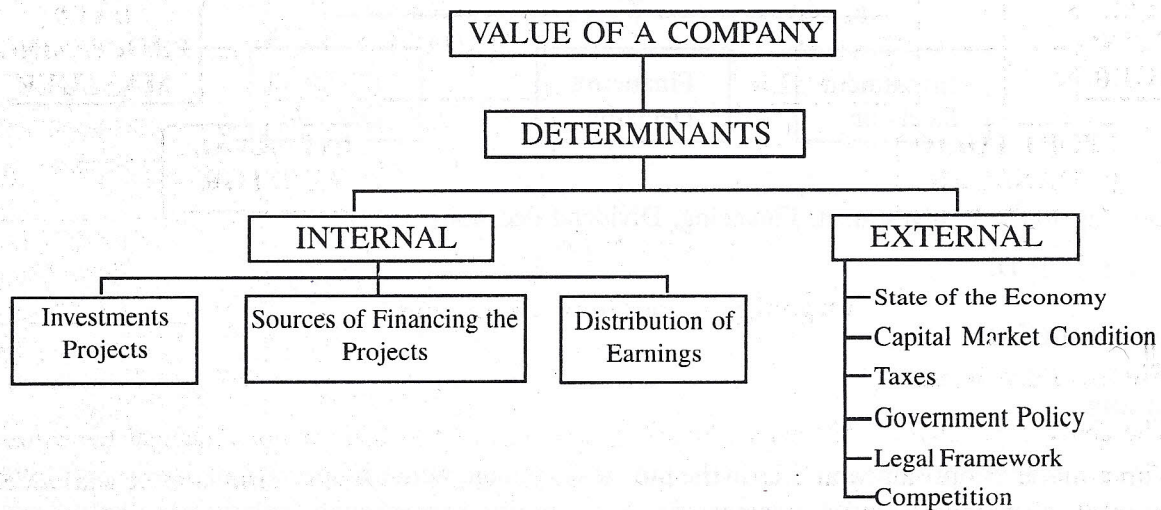 VALUE OF A COMPANY
DETERMINANTS
INTERNAL
EXTERNAL
Investments
Projects
Sources of Financing the
Projects
Distribution of
Earnings
State of the Economy
Capital Market Condition
Taxes
Government Policy
Legal Framework
Competition